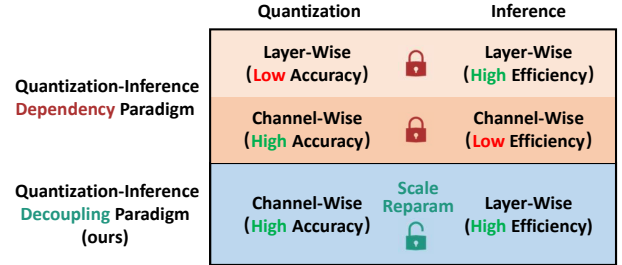 Quantization Inference
Layer-Wise Layer-Wise
(Low Accuracy) (High Efficiency)
Quantization-Inference
Dependency Paradigm
Channel-Wise Channel-Wise
(High Accuracy) (Low Efficiency)
Quantization-Inference
Decoupling Paradigm
(ours)
Channel-Wise
(High Accuracy)
Scale
Reparam
Layer-Wise
(High Efficiency)